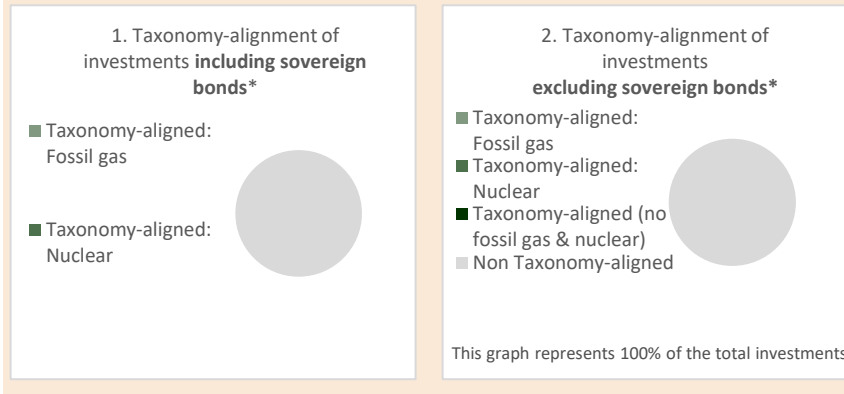 1. Taxonomy-alignment of
investments including sovereign
bonds*
Taxonomy-aligned:
Fossil gas
Taxonomy-aligned:
Nuclear
2. Taxonomy-alignment of
investments
excluding sovereign bonds*
Taxonomy-aligned:
Fossil gas
Taxonomy-aligned:
Nuclear
Taxonomy-aligned (no
fossil gas & nuclear)
Non Taxonomy-aligned
This graph represents 100% of the total investments